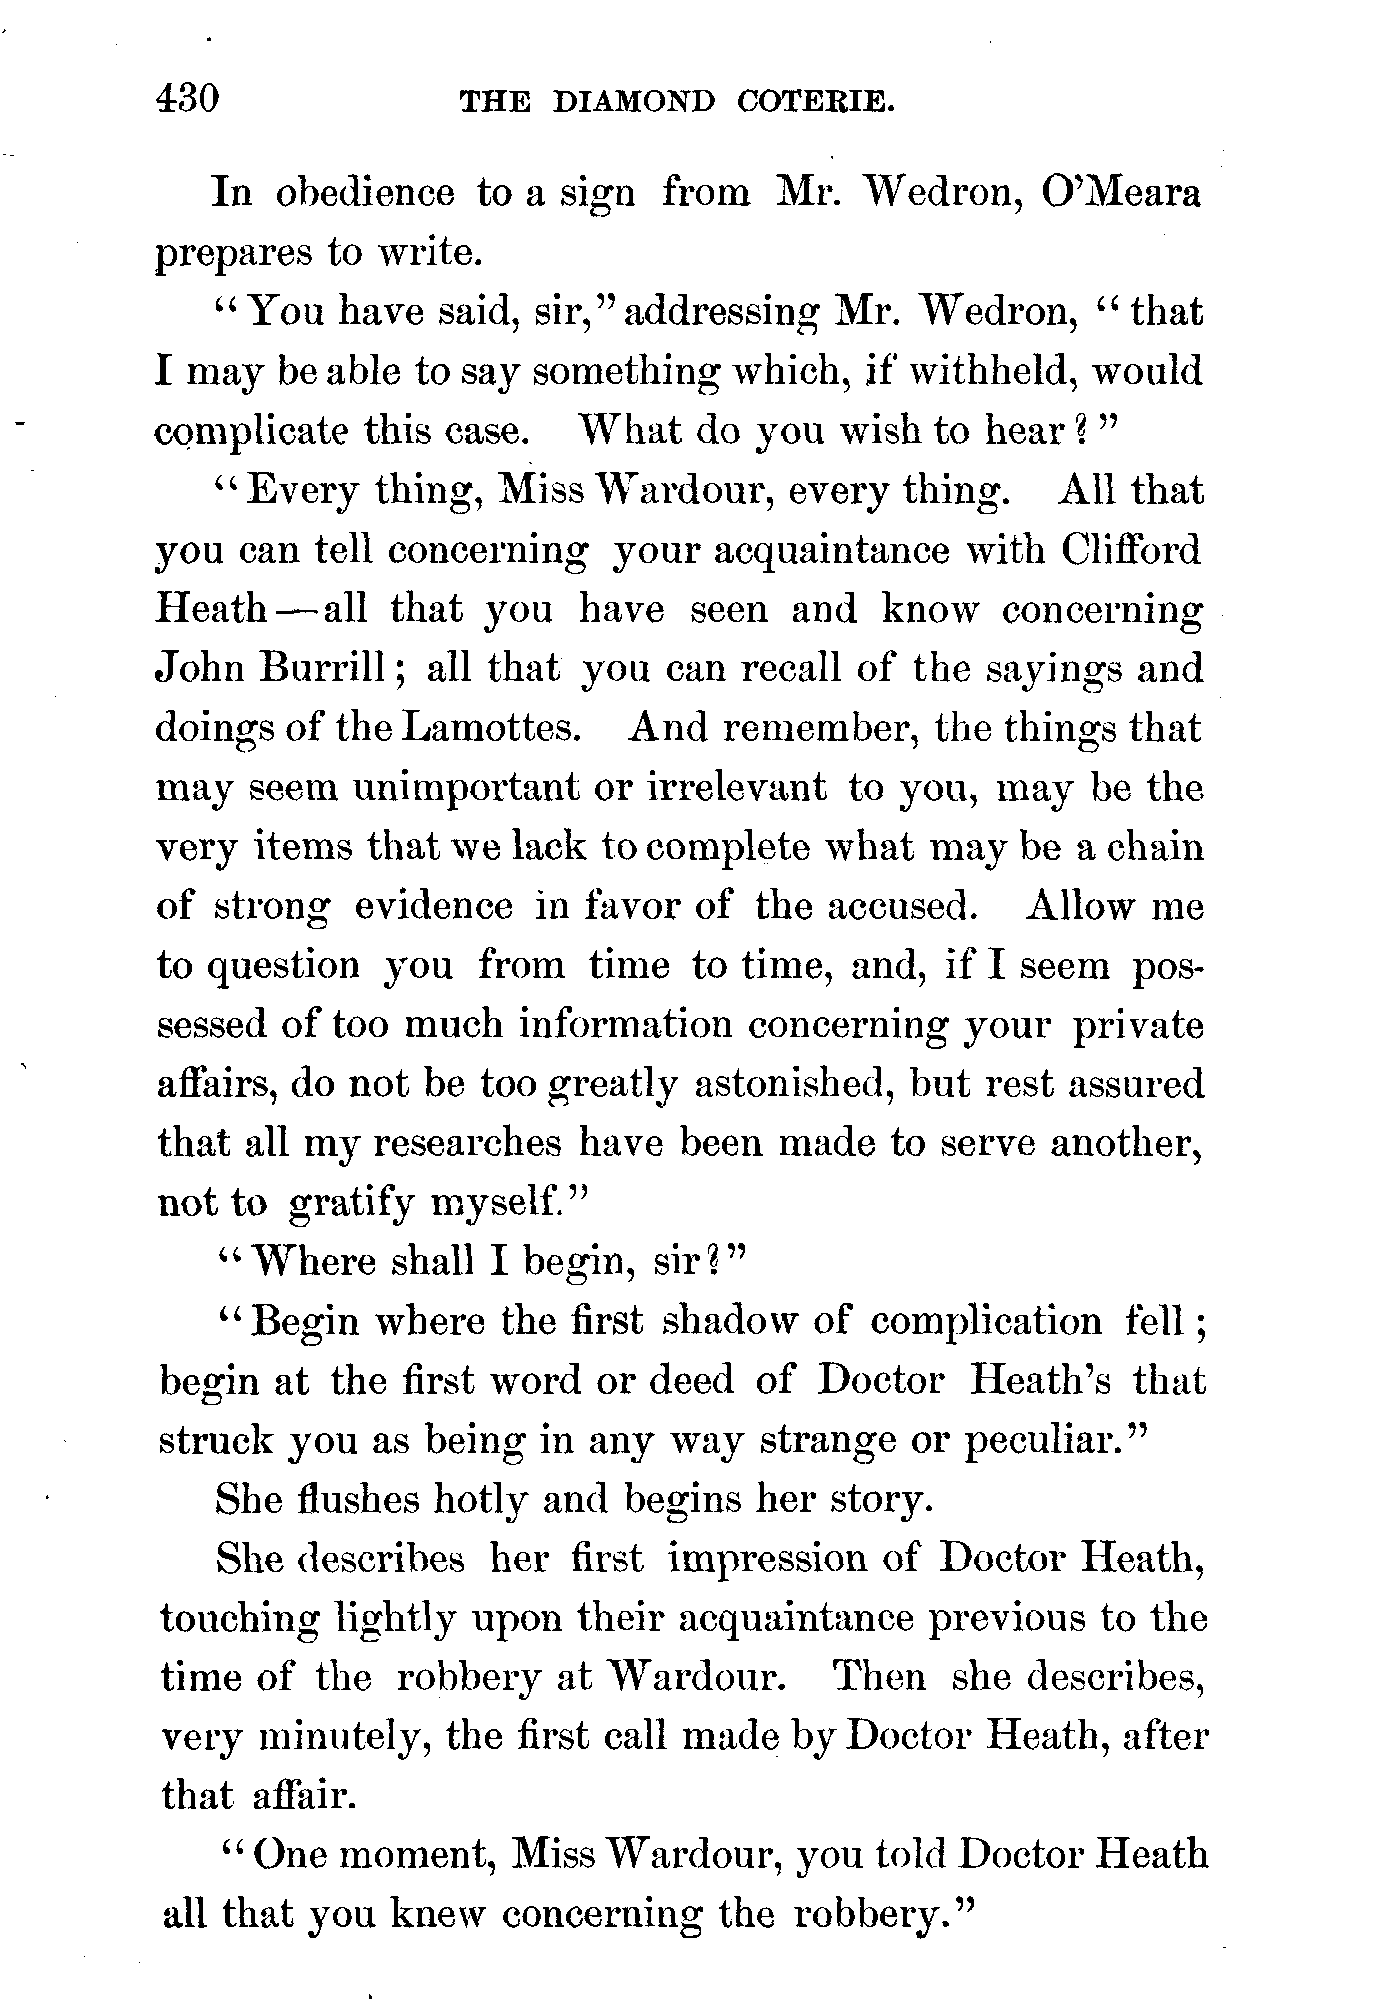 430 THE DIAMOND COTERIE.
In obedience to a sign from Mr. Wedron, O'Meara
prepares to write.
"You have said, sir," addressing Mr. Wedron, "that
I may be able to say something which, if withheld, would
complicate this case. What do you wish to hear?"
"Every thing, Miss Wardour, every thing. All that
you can tell concerning your acquaintance with Clifford
Heath—all that you have seen and know concerning
John Burrill; all that you can recall of the sayings and
doings of the Lamottes. And remember, the things that
may seem unimportant or irrelevant to you, may be the
very items that we lack to complete what may be a chain
of strong evidence in favor of the accused. Allow me
to question you from time to time, and, if I seem pos-
sessed of too much information concerning your private
affairs, do not be too greatly astonished, but rest assured
that all my researches have been made to serve another,
not to gratify myself."
"Where shall I begin, sir?"
"Begin where the first shadow of complication fell;
begin at the first word or deed of Doctor Heath's that
struck you as being in any way strange or peculiar."
She flushes hotly and begins her story.
She describes her first impression of Doctor Heath,
touching lightly upon their acquaintance previous to the
time of the robbery at Wardour. Then she describes,
very minutely, the first call made by Doctor Heath, after
that affair.
"One moment, Miss Wardour, you told Doctor Heath
all that you knew concerning the robbery."